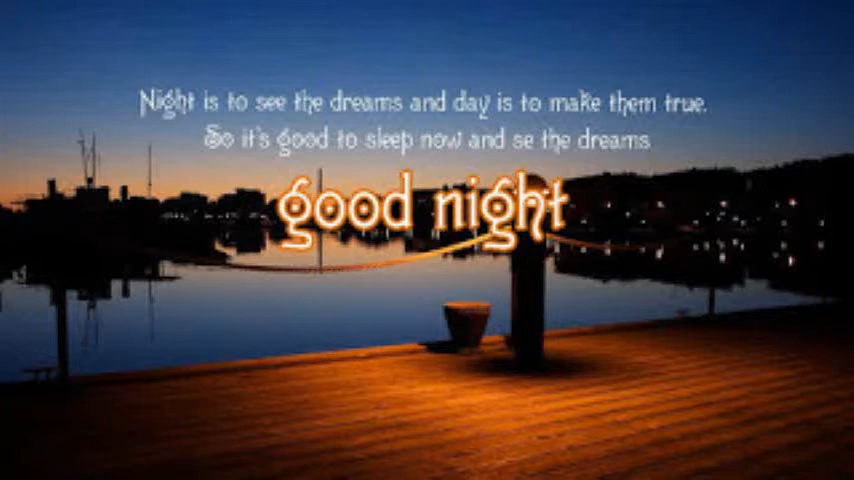 Night is to see the dreams and day is to make them true.
So it's good to sleep now and se the dreams
good night